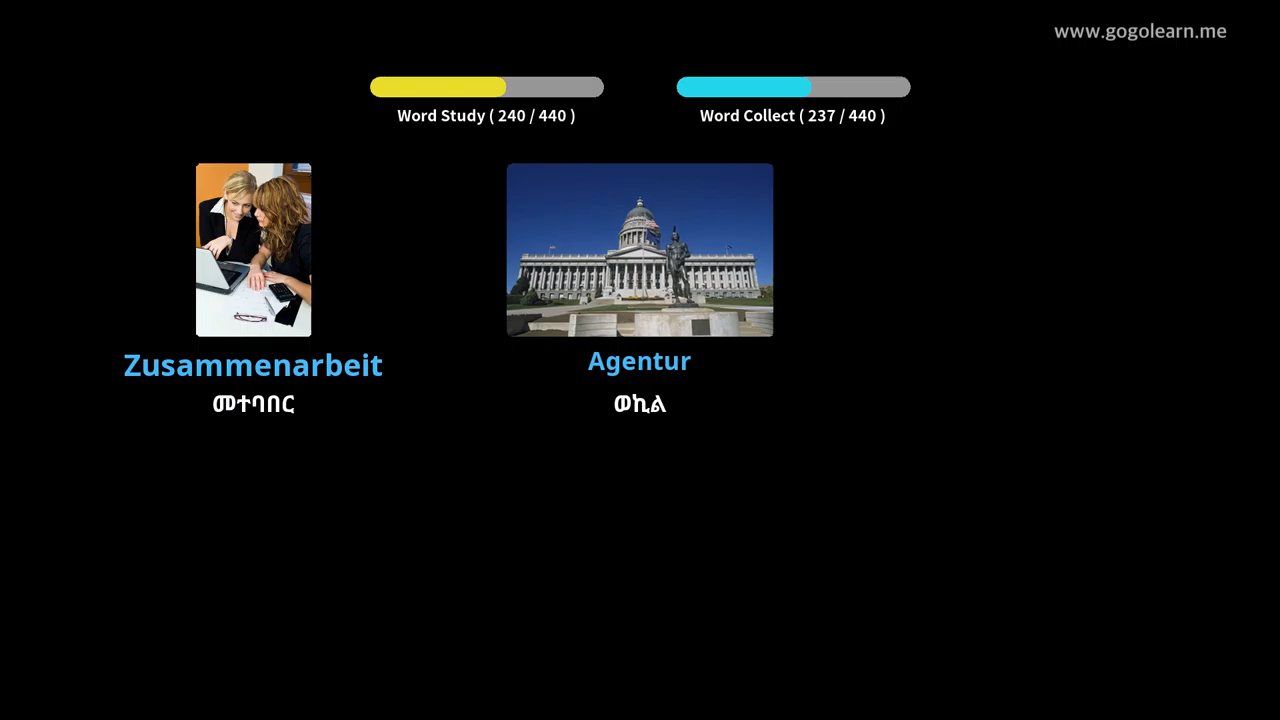 www.gogolearn.me
Word Study ( 240 / 440 )
Word Collect ( 237 / 440 )
Zusammenarbeit
መተባበር
Agentur
ወኪል